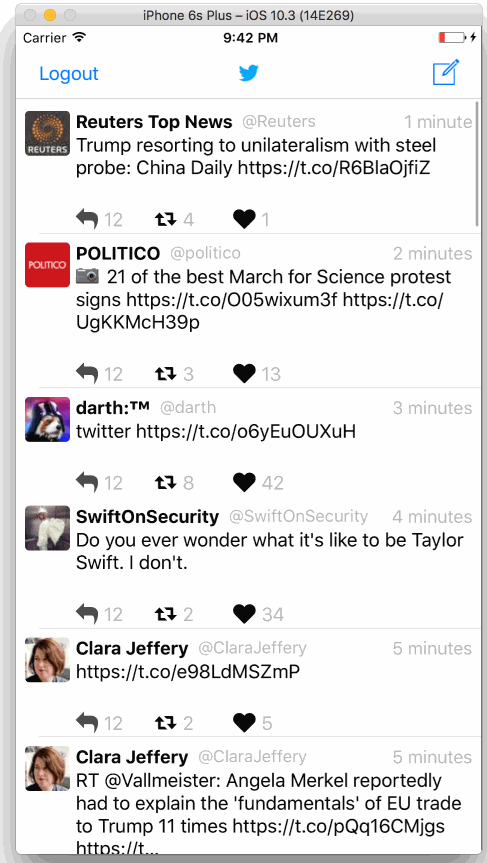 iPhone 6s Plus – iOS 10.3 (14E269)
Carrier 9:42 PM
Logout
Reuters Top News @Reuters 1 minute
REUTERS
Trump resorting to unilateralism with steel
probe: China Daily https://t.co/R6BlaOjfiZ
12 4 1
POLITICO @politico 2 minutes
POLITICO
📷 21 of the best March for Science protest
signs https://t.co/O05wixum3f https://t.co/
UgKKMcH39p
12 3 13
darth:™ @darth 3 minutes
twitter https://t.co/o6yEuOUXuH
12 8 42
SwiftOnSecurity @SwiftOnSecurity 4 minutes
Do you ever wonder what it's like to be Taylor
Swift. I don't.
12 2 34
Clara Jeffery @ClaraJeffery 5 minutes
https://t.co/e98LdMSZmP
12 2 5
Clara Jeffery @ClaraJeffery 5 minutes
RT @Vallmeister: Angela Merkel reportedly
had to explain the 'fundamentals' of EU trade
to Trump 11 times https://t.co/pQq16CMjgs
https://t…